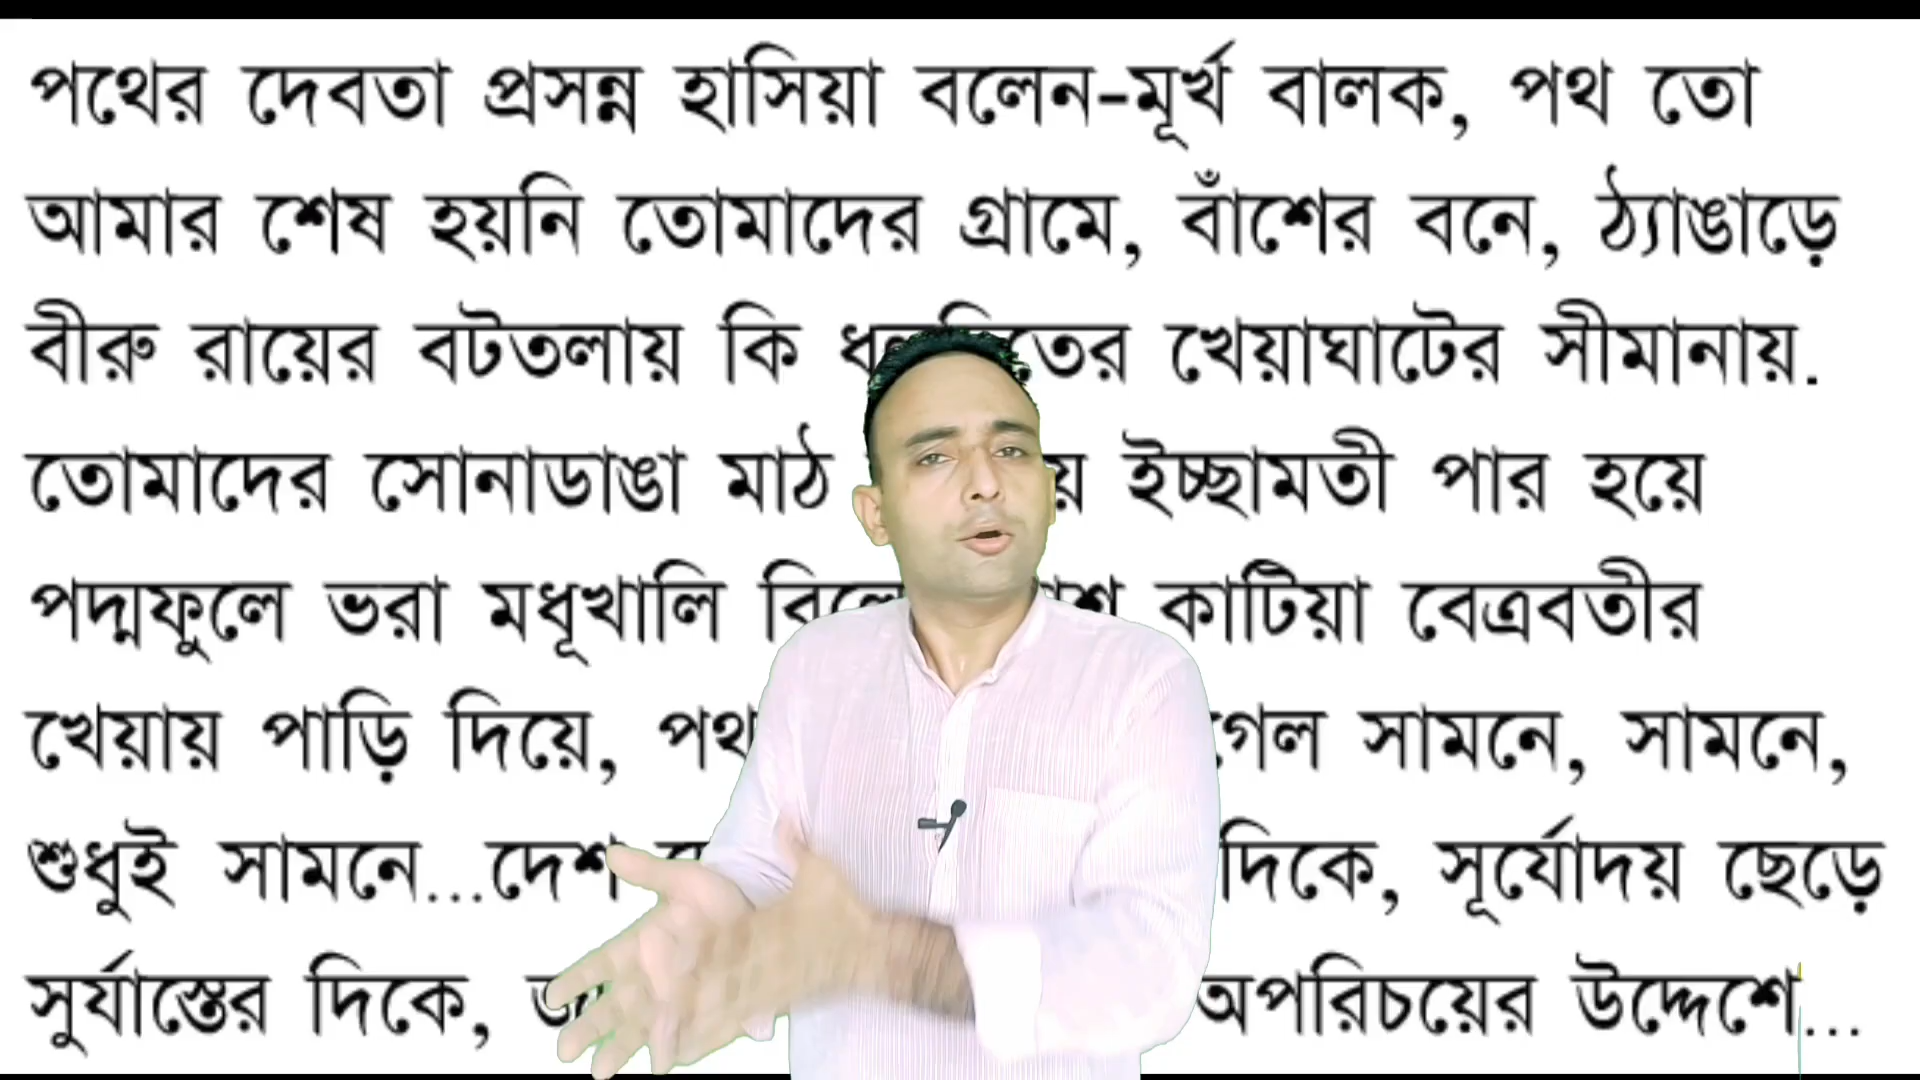 পথের দেবতা প্রসন্ন হাসিয়া বলেন-মূর্খ বালক, পথ তো
আমার শেষ হয়নি তোমাদের গ্রামে, বাঁশের বনে, ঠ্যাঙাড়ে
বীরু রায়ের বটতলায় কি খেয়াঘাটের সীমানায়.
তোমাদের সোনাডাঙা মাঠ ইচ্ছামতী পার হয়ে
পদ্মফুলে ভরা মধূখালি কাটিয়া বেত্রবতীর
খেয়ায় পাড়ি দিয়ে, পথ গেল সামনে, সামনে,
শুধুই সামনে...দেশ দিকে, সূর্যোদয় ছেড়ে
সুর্যাস্তের দিকে, অপরিচয়ের উদ্দেশে...